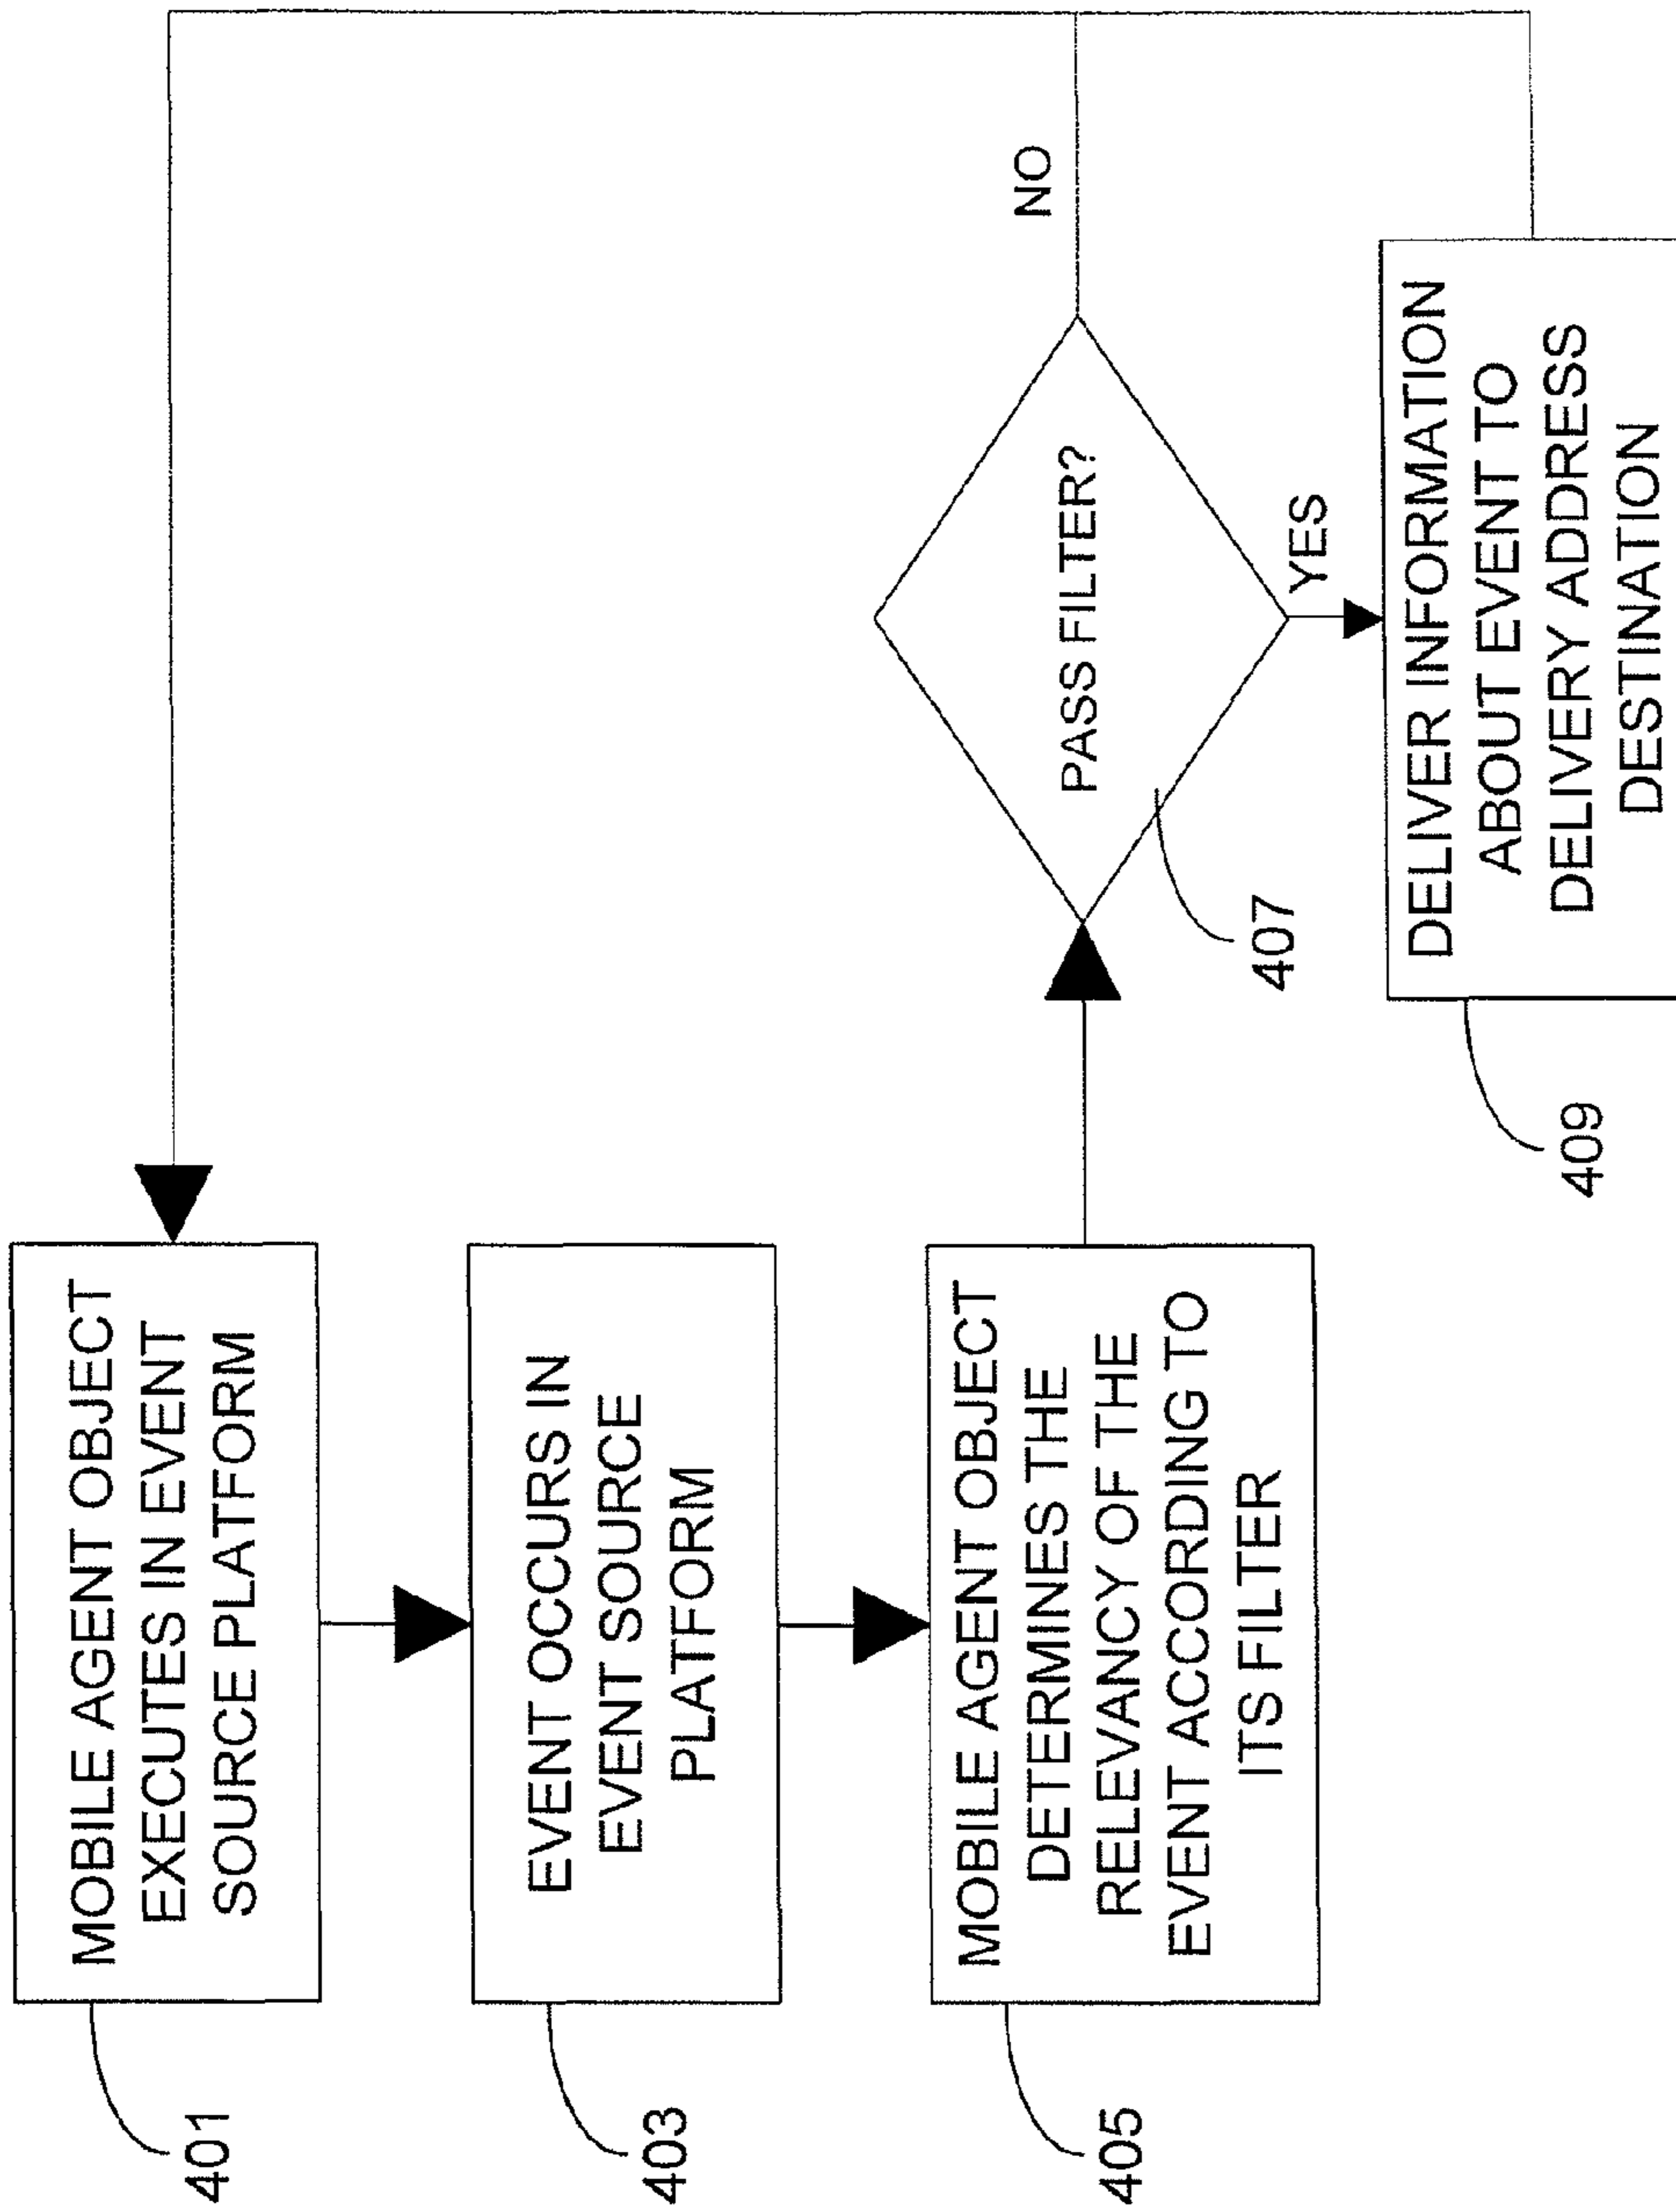 MOBILE AGENT OBJECT
EXECUTES IN EVENT
SOURCE PLATFORM
401
EVENT OCCURS IN
EVENT SOURCE
PLATFORM
403
MOBILE AGENT OBJECT
DETERMINES THE
RELEVANCY OF THE
EVENT ACCORDING TO
ITS FILTER
405
PASS FILTER?
407
NO
YES
DELIVER INFORMATION
ABOUT EVENT TO
DELIVERY ADDRESS
DESTINATION
409